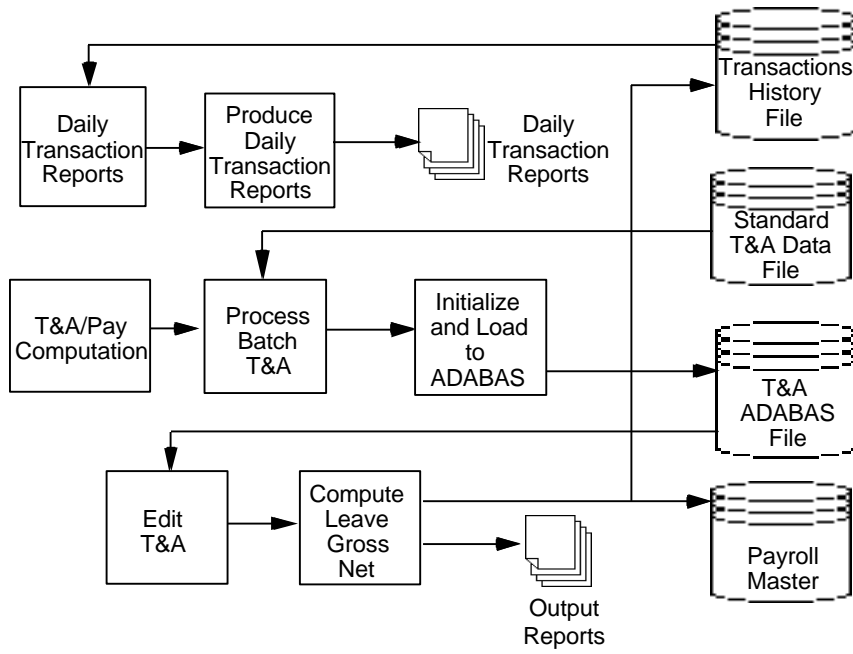 Transactions
History
File
Daily
Transaction
Reports
Produce
Daily
Transaction
Reports
Daily
Transaction
Reports
Standard
T&A Data
File
T&A/Pay
Computation
Process
Batch
T&A
Initialize
and Load
to
ADABAS
T&A
ADABAS
File
Edit
T&A
Compute
Leave
Gross
Net
Output
Reports
Payroll
Master